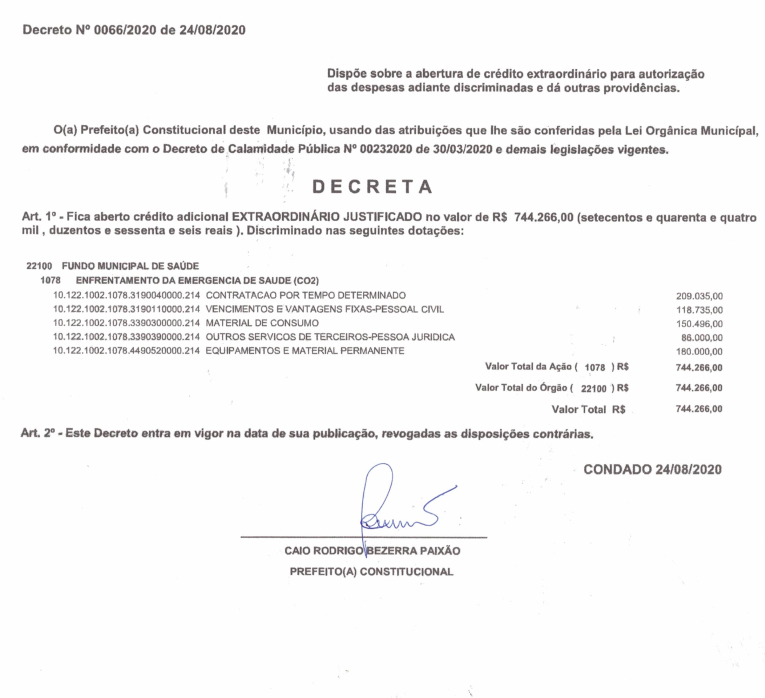 Decreto Nº 0066/2020 de 24/08/2020
Dispõe sobre a abertura de crédito extraordinário para autorização
das despesas adiante discriminadas e dá outras providências.
O(a) Prefeito(a) Constitucional deste Município, usando das atribuições que lhe são conferidas pela Lei Orgânica Municípal,
em conformidade com o Decreto de Calamidade Pública Nº 00232020 de 30/03/2020 e demais legislações vigentes.
DECRETA
Art. 1º - Fica aberto crédito adicional EXTRAORDINÁRIO JUSTIFICADO no valor de R$ 744.266,00 (setecentos e quarenta e quatro
mil , duzentos e sessenta e seis reais ). Discriminado nas seguintes dotações:
22100 FUNDO MUNICIPAL DE SAÚDE
1078 ENFRENTAMENTO DA EMERGENCIA DE SAUDE (CO2)
10.122.1002.1078.3190040000.214 CONTRATACAO POR TEMPO DETERMINADO 209.035,00
10.122.1002.1078.3190110000.214 VENCIMENTOS E VANTAGENS FIXAS-PESSOAL CIVIL 118.735,00
10.122.1002.1078.3390300000.214 MATERIAL DE CONSUMO 150.496,00
10.122.1002.1078.3390390000.214 OUTROS SERVICOS DE TERCEIROS-PESSOA JURIDICA 86.000,00
10.122.1002.1078.4490520000.214 EQUIPAMENTOS E MATERIAL PERMANENTE 180.000,00
Valor Total da Ação ( 1078 ) R$ 744.266,00
Valor Total do Órgão ( 22100 ) R$ 744.266,00
Valor Total R$ 744.266,00
Art. 2º - Este Decreto entra em vigor na data de sua publicação, revogadas as disposições contrárias.
CONDADO 24/08/2020
CAIO RODRIGO BEZERRA PAIXÃO
PREFEITO(A) CONSTITUCIONAL